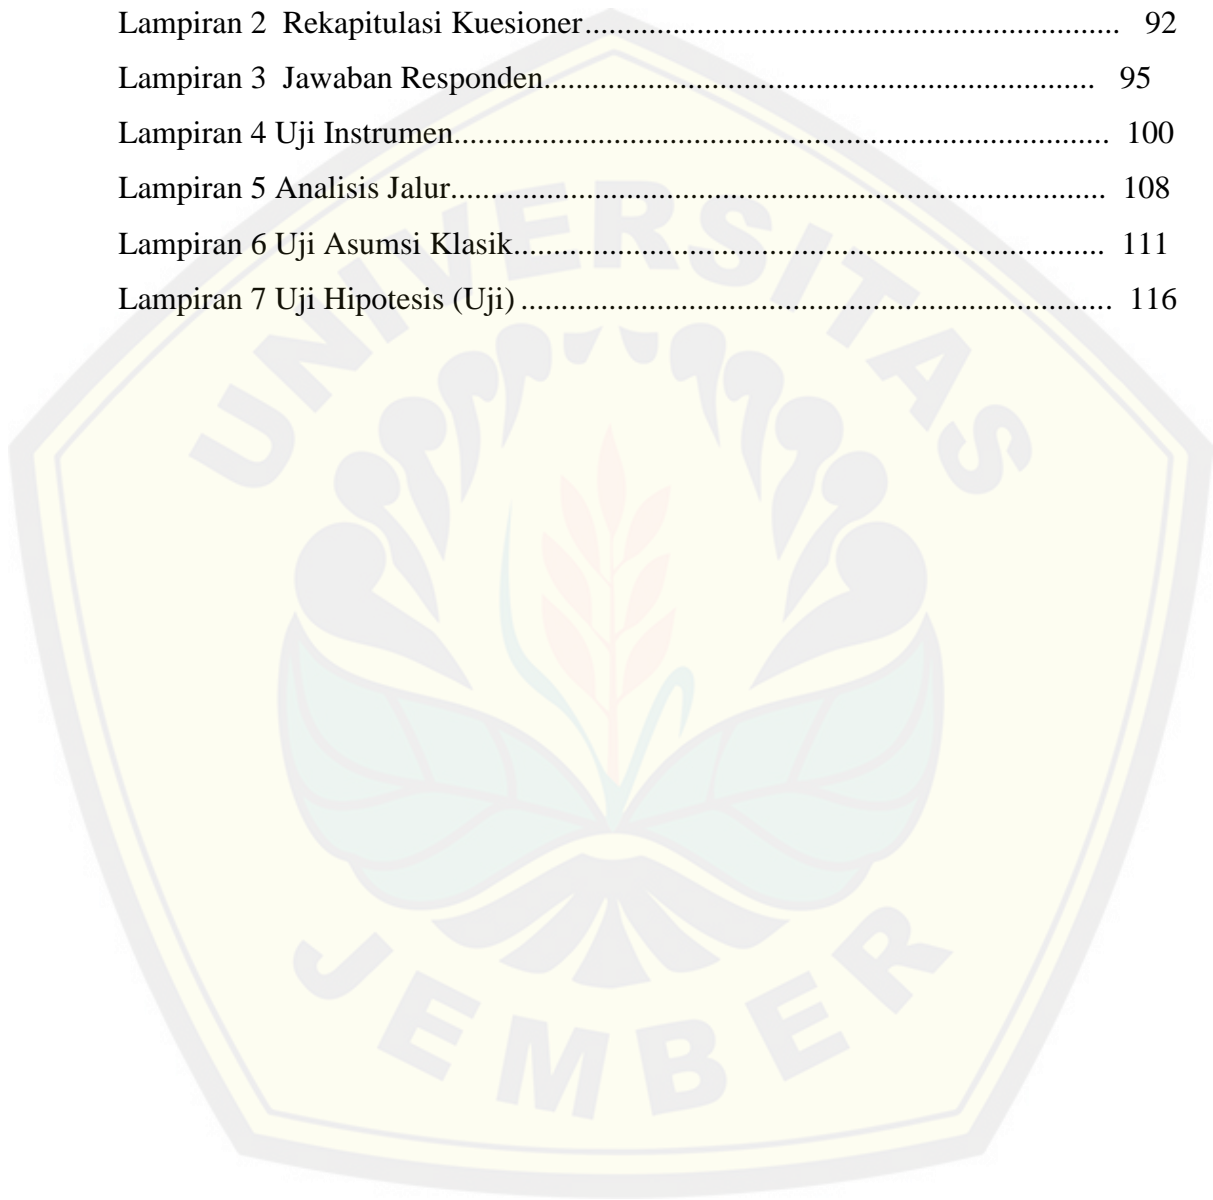 Lampiran 2  Rekapitulasi Kuesioner.................................................................. 92
Lampiran 3  Jawaban Responden.................................................................... 95
Lampiran 4 Uji Instrumen................................................................................. 100
Lampiran 5 Analisis Jalur................................................................................. 108
Lampiran 6 Uji Asumsi Klasik......................................................................... 111
Lampiran 7 Uji Hipotesis (Uji) ......................................................................... 116
UNIVERSITAS
JEMBER